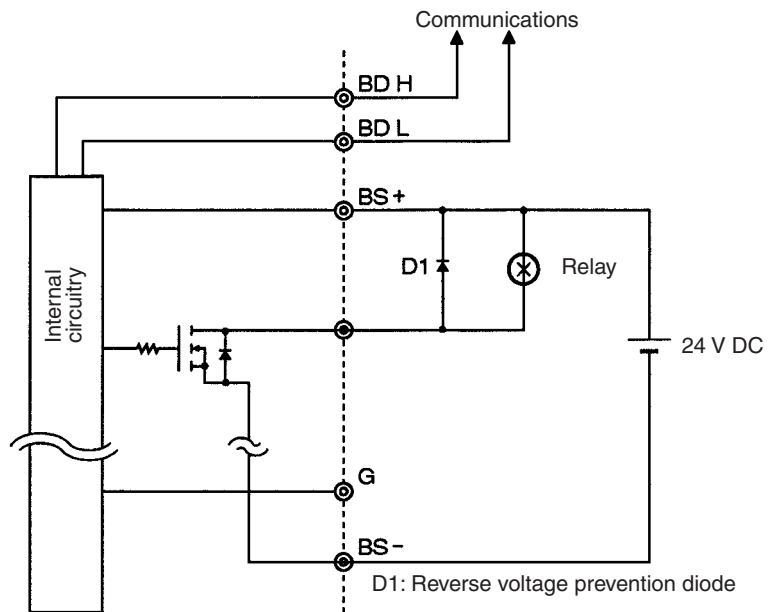 Communications
BD H
BD L
BS +
D1
Relay
Internal
circuitry
24 V DC
G
BS -
D1: Reverse voltage prevention diode